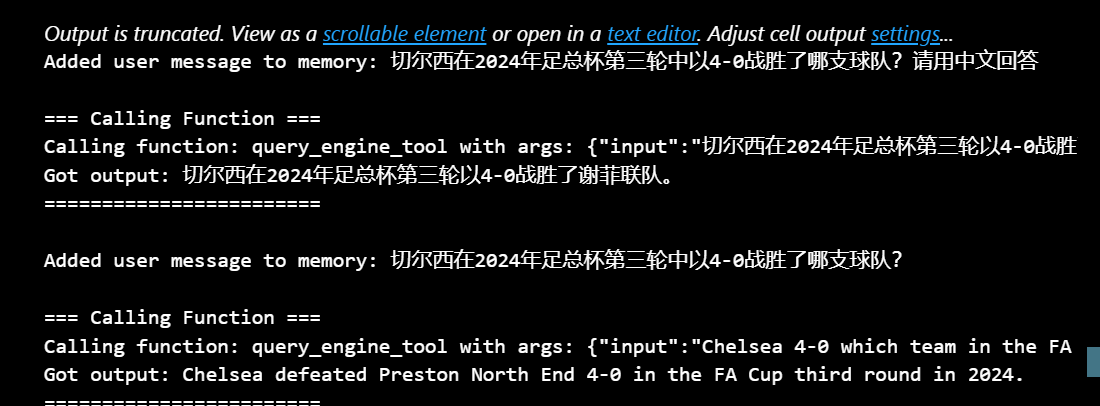 Output is truncated. View as a scrollable element or open in a text editor. Adjust cell output settings...
Added user message to memory: 切尔西在2024年足总杯第三轮中以4-0战胜了哪支球队？请用中文回答
=== Calling Function ===
Calling function: query_engine_tool with args: {"input":"切尔西在2024年足总杯第三轮以4-0战胜
Got output: 切尔西在2024年足总杯第三轮以4-0战胜了谢菲联队。
========================
Added user message to memory: 切尔西在2024年足总杯第三轮中以4-0战胜了哪支球队？
=== Calling Function ===
Calling function: query_engine_tool with args: {"input":"Chelsea 4-0 which team in the FA
Got output: Chelsea defeated Preston North End 4-0 in the FA Cup third round in 2024.
========================